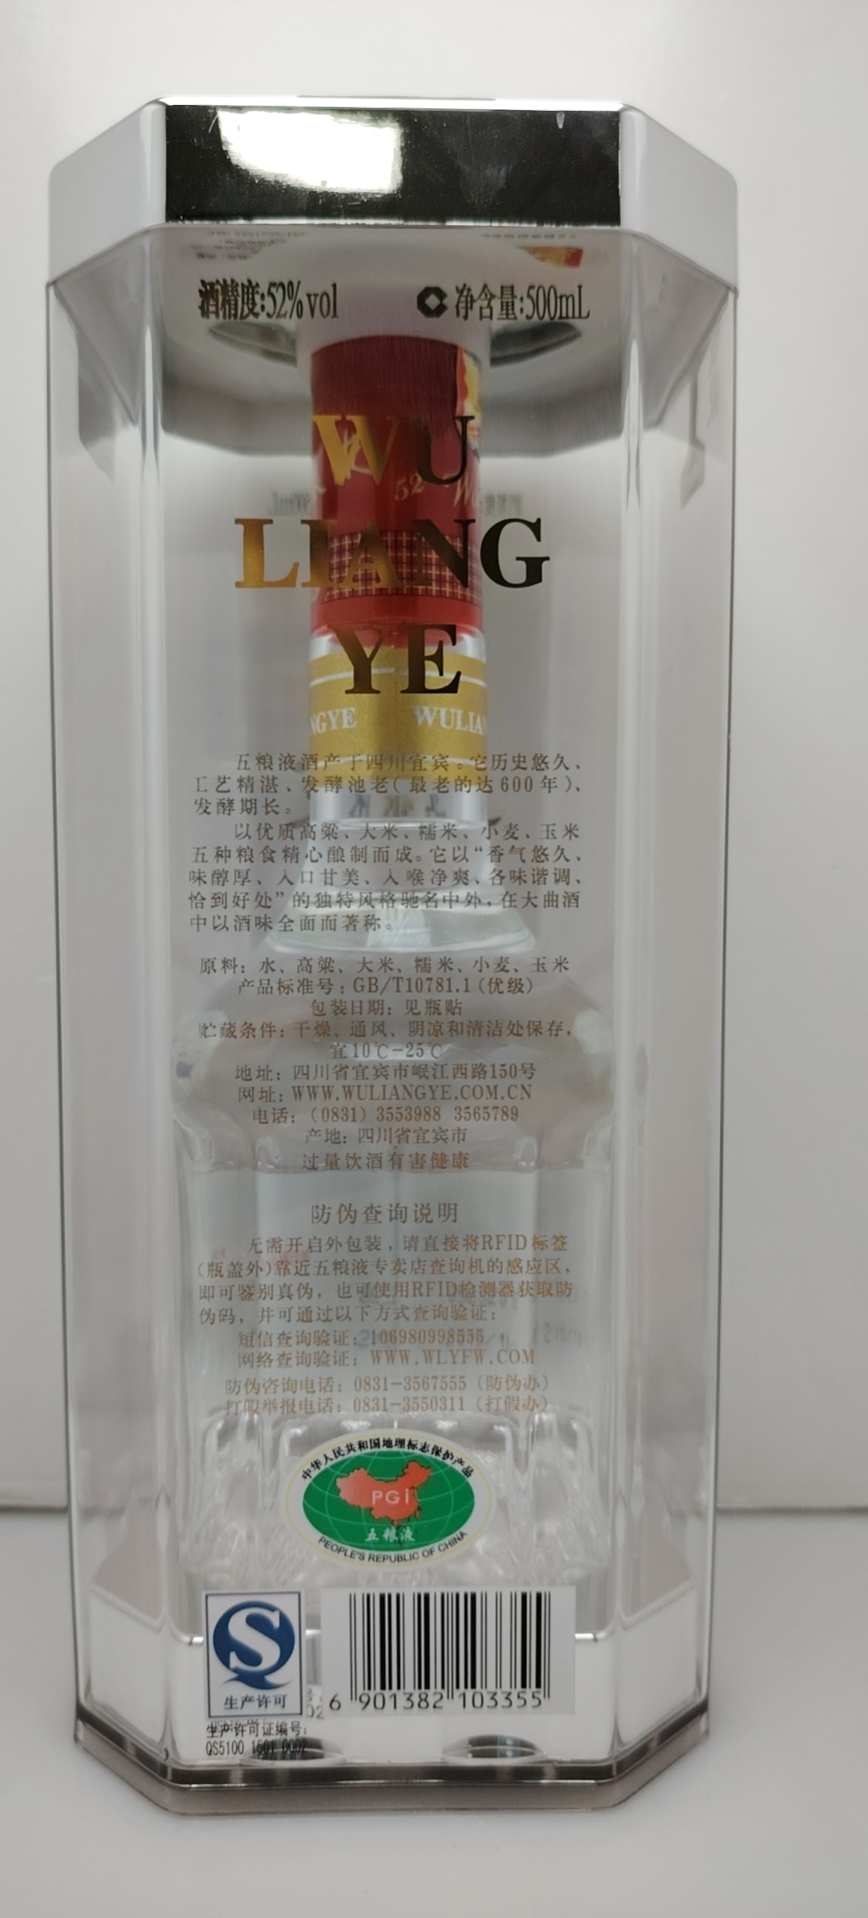 酒精度:52%vol 净含量:500mL
WU
LIANG
YE
52
NGYE WULIAN
五粮液酒产于四川宜宾。它历史悠久、
工艺精湛、发酵池老(最老的达600年)、
发酵期长。
以优质高粱、大米、糯米、小麦、玉米
五种粮食精心酿制而成。它以“香气悠久、
味醇厚、入口甘美、入喉净爽、各味谐调、
恰到好处”的独特风格驰名中外,在大曲酒
中以酒味全面而著称。
原料: 水、高粱、大米、糯米、小麦、玉米
产品标准号: GB/T10781.1(优级)
包装日期: 见瓶贴
贮藏条件: 干燥、通风、阴凉和清洁处保存,
宜10℃-25℃
地址: 四川省宜宾市岷江西路150号
网址: WWW.WULIANGYE.COM.CN
电话: (0831) 3553988 3565789
产地: 四川省宜宾市
过量饮酒有害健康
防伪查询说明
无需开启外包装,请直接将RFID标签
(瓶盖外)靠近五粮液专卖店查询机的感应区,
即可鉴别真伪,也可使用RFID检测器获取防
伪码,并可通过以下方式查询验证:
短信查询验证: 106980998555
网络查询验证: WWW.WLYFW.COM
防伪咨询电话: 0831-3567555 (防伪办)
打假举报电话: 0831-3550311 (打假办)
中华人民共和国地理标志保护产品
PGI
五粮液
PEOPLE'S REPUBLIC OF CHINA
生产许可
生产许可证编号:
QS5100 1501 0002
6 901382 103355